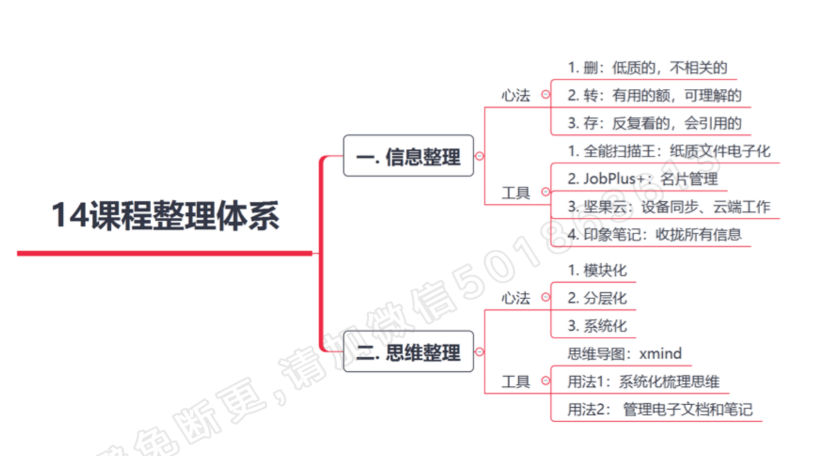 14课程整理体系
一. 信息整理
心法
1. 删：低质的，不相关的
2. 转：有用的额，可理解的
3. 存：反复看的，会引用的
工具
1. 全能扫描王：纸质文件电子化
2. JobPlus+：名片管理
3. 坚果云：设备同步、云端工作
4. 印象笔记：收拢所有信息
二. 思维整理
心法
1. 模块化
2. 分层化
3. 系统化
工具
思维导图：xmind
用法1：系统化梳理思维
用法2： 管理电子文档和笔记
避免断更,请加微信501863613